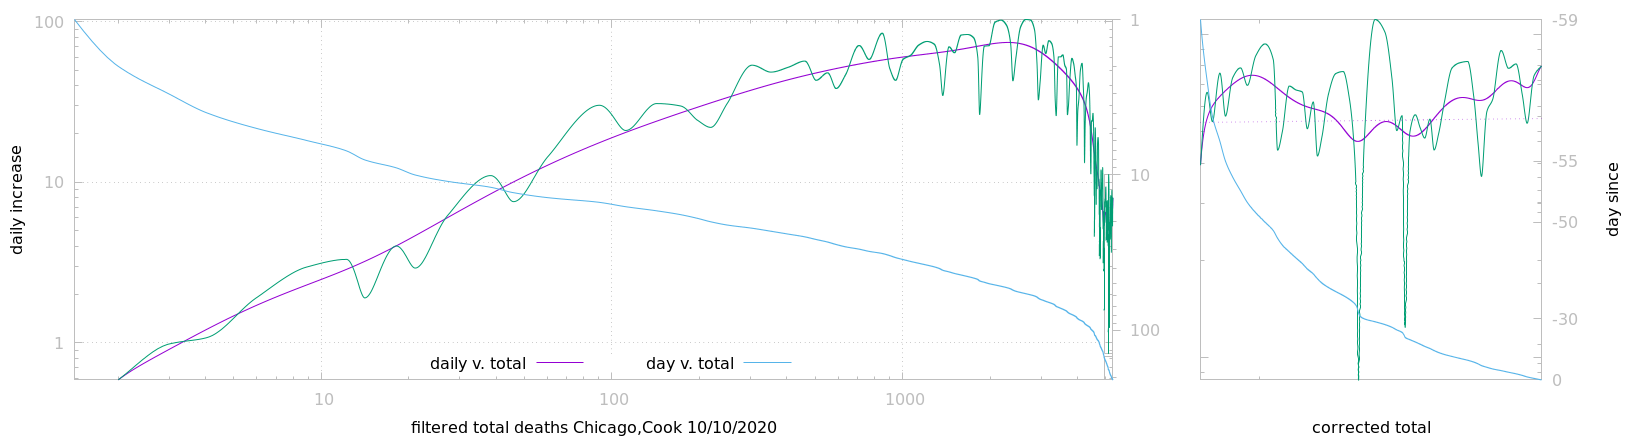 100
10
1
daily increase
daily v. total
day v. total
10
100
1000
filtered total deaths Chicago,Cook 10/10/2020
1
10
100
-59
-55
-50
-30
0
day since
corrected total